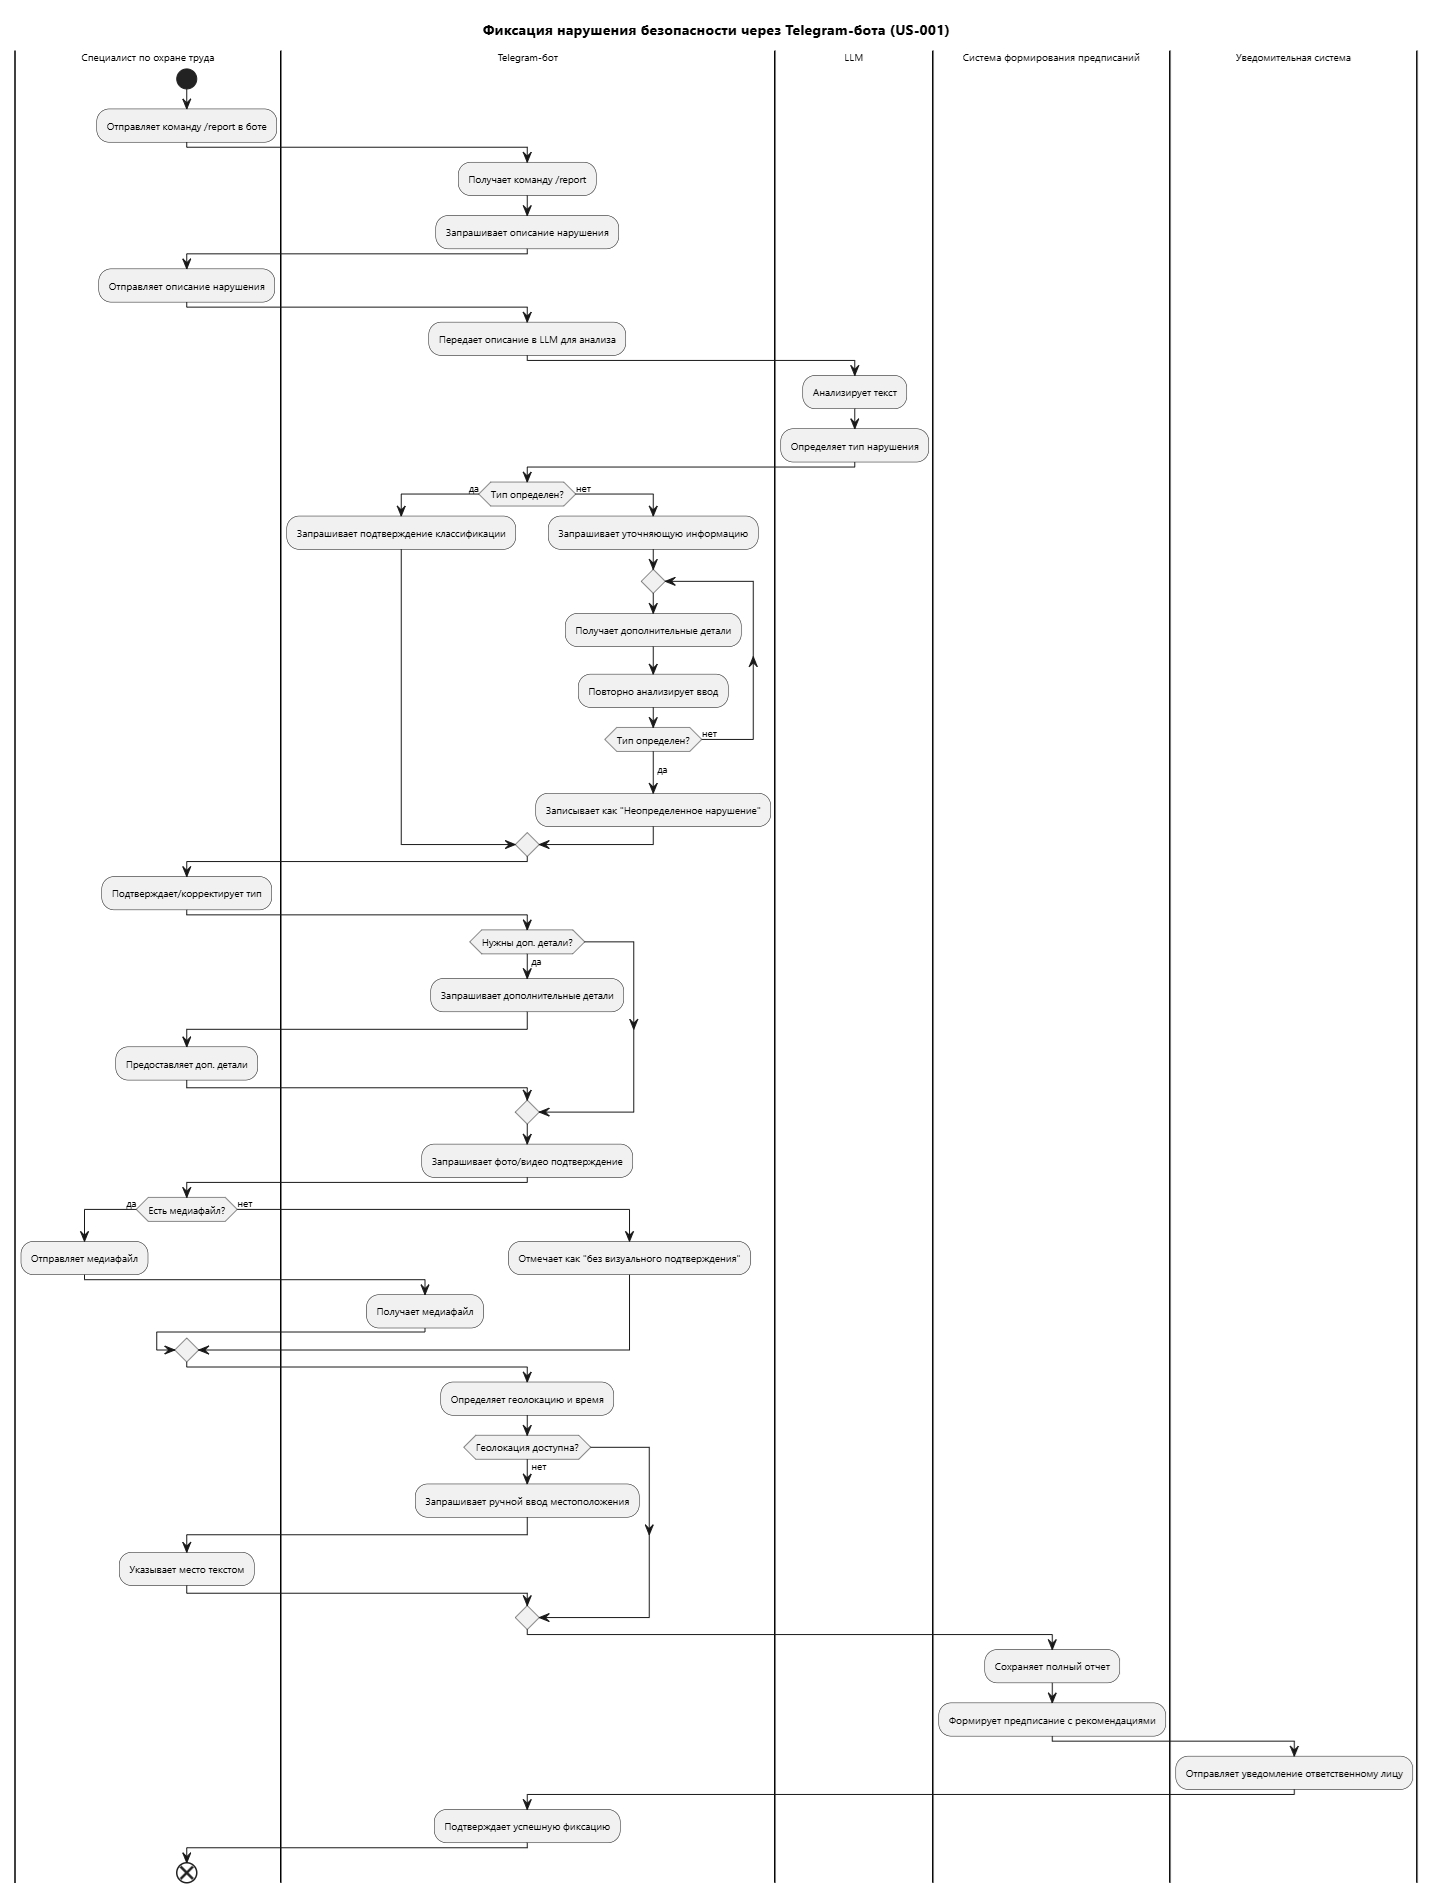 Фиксация нарушения безопасности через Telegram-бота (US-001)
Специалист по охране труда
Telegram-бот
LLM
Система формирования предписаний
Уведомительная система
Отправляет команду /report в боте
Получает команду /report
Запрашивает описание нарушения
Отправляет описание нарушения
Передает описание в LLM для анализа
Анализирует текст
Определяет тип нарушения
да
Тип определен?
нет
Запрашивает подтверждение классификации
Запрашивает уточняющую информацию
Получает дополнительные детали
Повторно анализирует ввод
Тип определен?
нет
да
Записывает как "Неопределенное нарушение"
Подтверждает/корректирует тип
Нужны доп. детали?
да
Запрашивает дополнительные детали
Предоставляет доп. детали
Запрашивает фото/видео подтверждение
да
Есть медиафайл?
нет
Отправляет медиафайл
Отмечает как "без визуального подтверждения"
Получает медиафайл
Определяет геолокацию и время
Геолокация доступна?
нет
Запрашивает ручной ввод местоположения
Указывает место текстом
Сохраняет полный отчет
Формирует предписание с рекомендациями
Отправляет уведомление ответственному лицу
Подтверждает успешную фиксацию